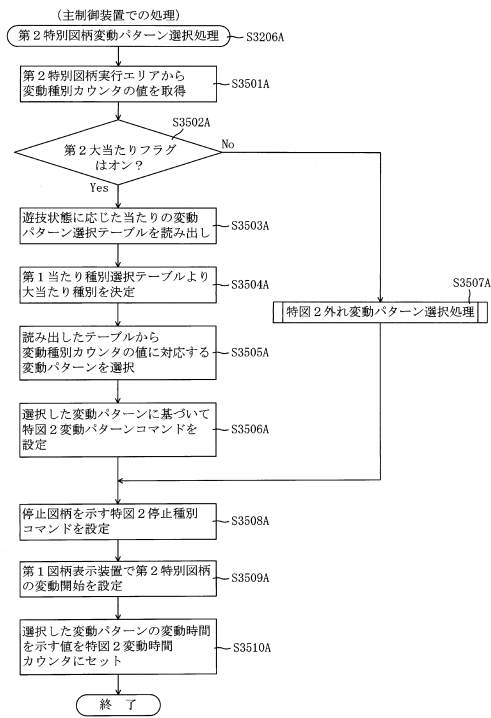 (主制御装置での処理)
第2特別図柄変動パターン選択処理
S3206A
第2特別図柄実行エリアから
変動種別カウンタの値を取得
S3501A
S3502A
第2大当たりフラグ
はオン？
No
Yes
遊技状態に応じた当たりの変動
パターン選択テーブルを読み出し
S3503A
第1当たり種別選択テーブルより
大当たり種別を決定
S3504A
S3507A
特図2外れ変動パターン選択処理
読み出したテーブルから
変動種別カウンタの値に対応する
変動パターンを選択
S3505A
選択した変動パターンに基づいて
特図2変動パターンコマンドを
設定
S3506A
停止図柄を示す特図2停止種別
コマンドを設定
S3508A
第1図柄表示装置で第2特別図柄
の変動開始を設定
S3509A
選択した変動パターンの変動時間
を示す値を特図2変動時間
カウンタにセット
S3510A
終 了